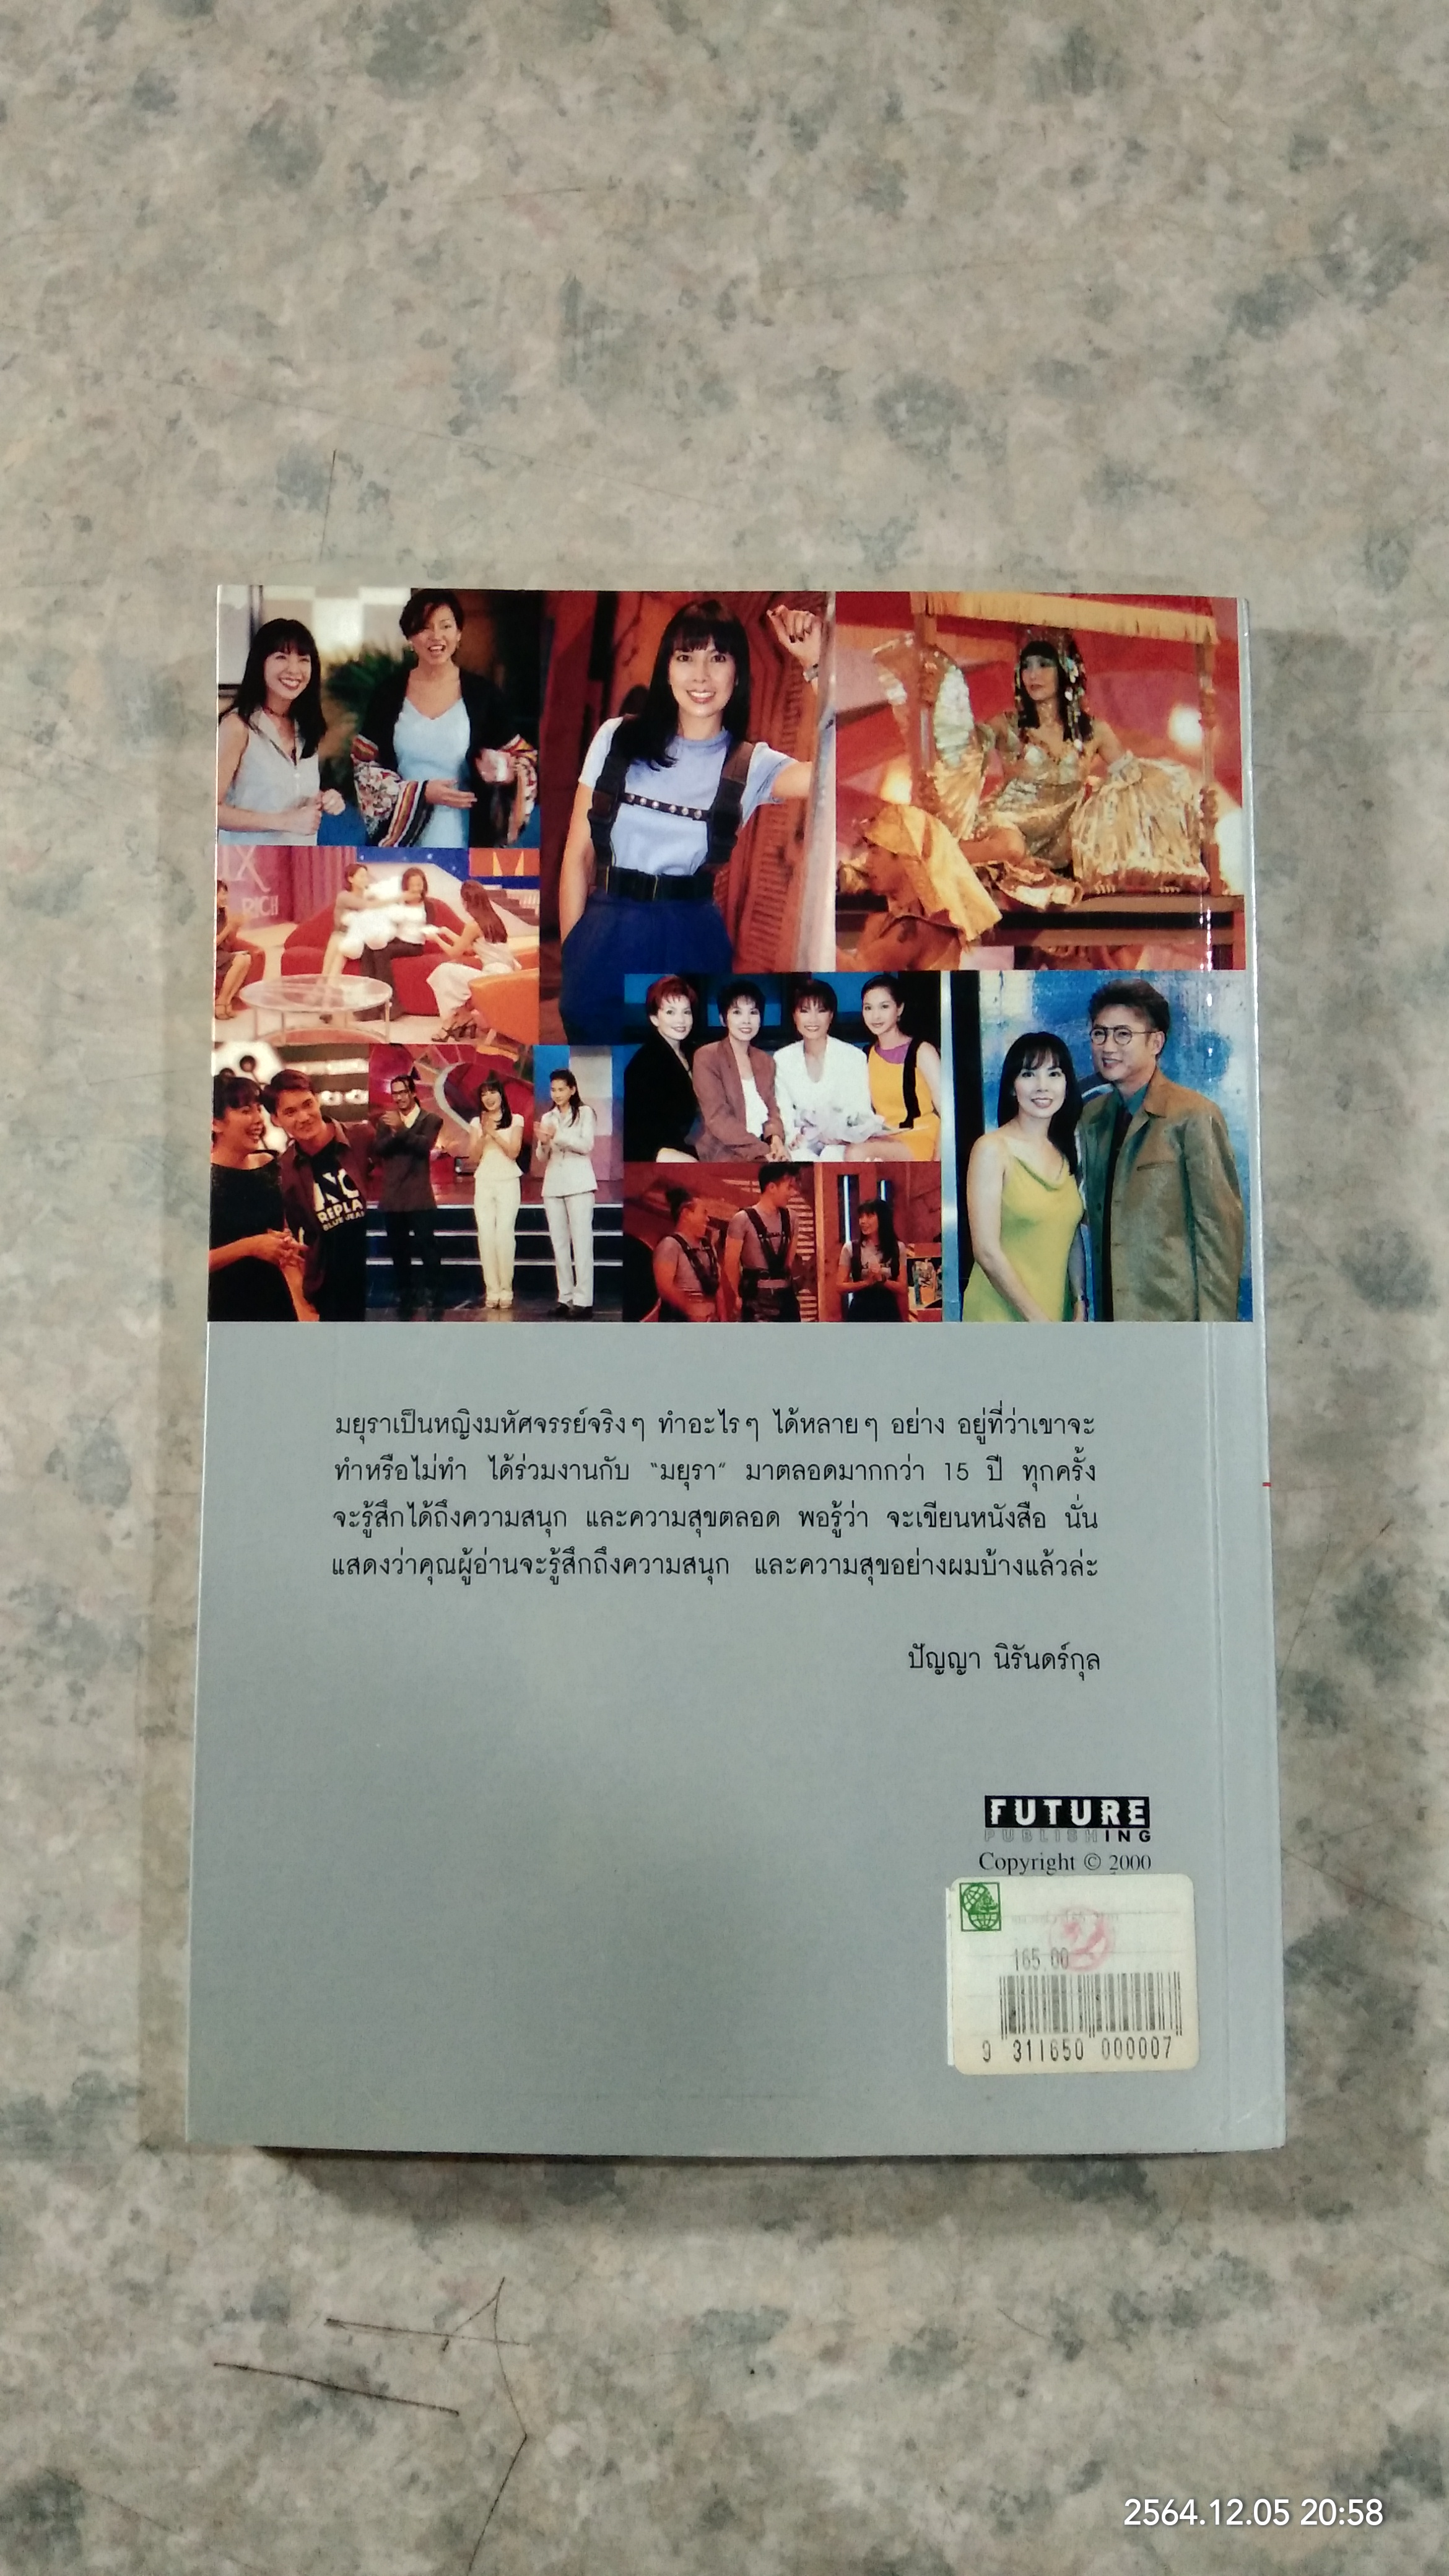 RICH
NYC
REPLAY
BLUE JEANS
มยุราเป็นหญิงมหัศจรรย์จริงๆ ทำอะไรๆ ได้หลายๆ อย่าง อยู่ที่ว่าเขาจะ
ทำหรือไม่ทำ ได้ร่วมงานกับ "มยุรา" มาตลอดมากกว่า 15 ปี ทุกครั้ง
จะรู้สึกได้ถึงความสนุก และความสุขตลอด พอรู้ว่า จะเขียนหนังสือ นั่น
แสดงว่าคุณผู้อ่านจะรู้สึกถึงความสนุก และความสุขอย่างผมบ้างแล้วล่ะ
ปัญญา นิรันดร์กุล
FUTURE
PUBLISHING
Copyright © 2000
165.00
9 311650 000007
2564.12.05 20:58